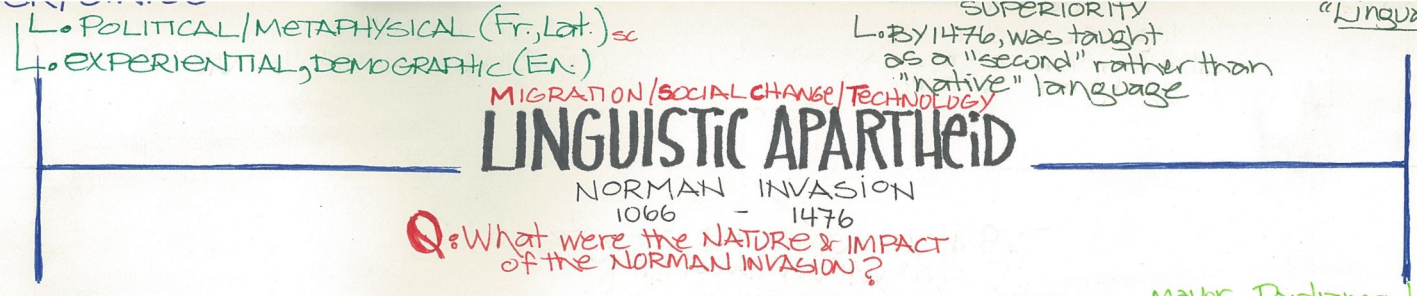 L. POLITICAL/METAPHYSICAL (Fr., Lat.) SC
L. EXPERIENTIAL, DEMOGRAPHIC (EN.)
SUPERIORITY
L. BY 1476, was taught
as a "second" rather than
"native" language
"Lingua
MIGRATION/SOCIAL CHANGE/TECHNOLOGY
LINGUISTIC APARTHEID
NORMAN INVASION
1066 - 1476
Q: What were the NATURE & IMPACT
of the NORMAN INVASION?